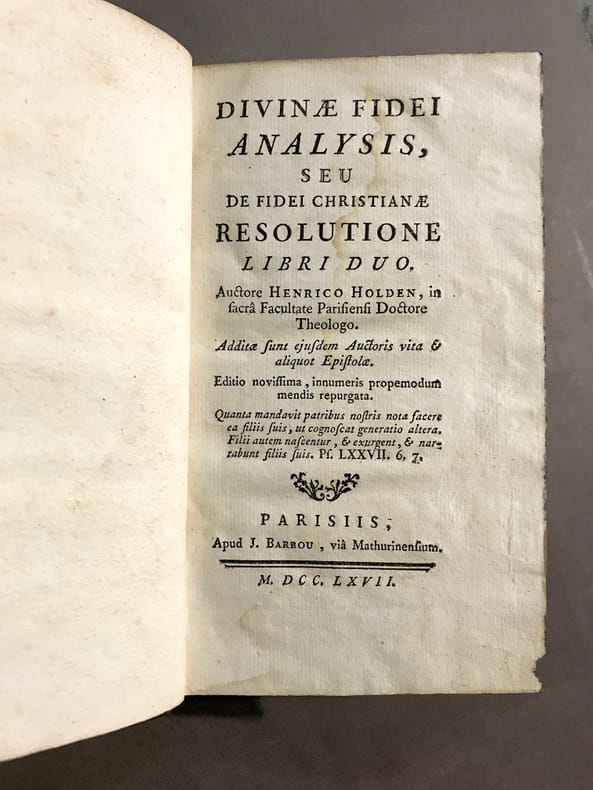 DIVINÆ FIDEI
ANALYSIS,
SEU
DE FIDEI CHRISTIANÆ
RESOLUTIONE
LIBRI DUO.
Auctore HENRICO HOLDEN, in
ſacrâ Facultate Pariſienſi Doctore
Theologo.
Additæ ſunt ejuſdem Auctoris vita &
aliquot Epiſtolæ.
Editio noviſſima, innumeris propemodum
mendis repurgata.
Quanta mandavit patribus noſtris nota facere
ea filiis ſuis, ut cognoſcat generatio altera.
Filii autem naſcentur, & exurgent, & nar-
rabunt filiis ſuis. Pſ. LXXVII. 6. 7.
PARISIIS,
Apud J. BARBOU, viâ Mathurinenſium.
M. DCC. LXVII.